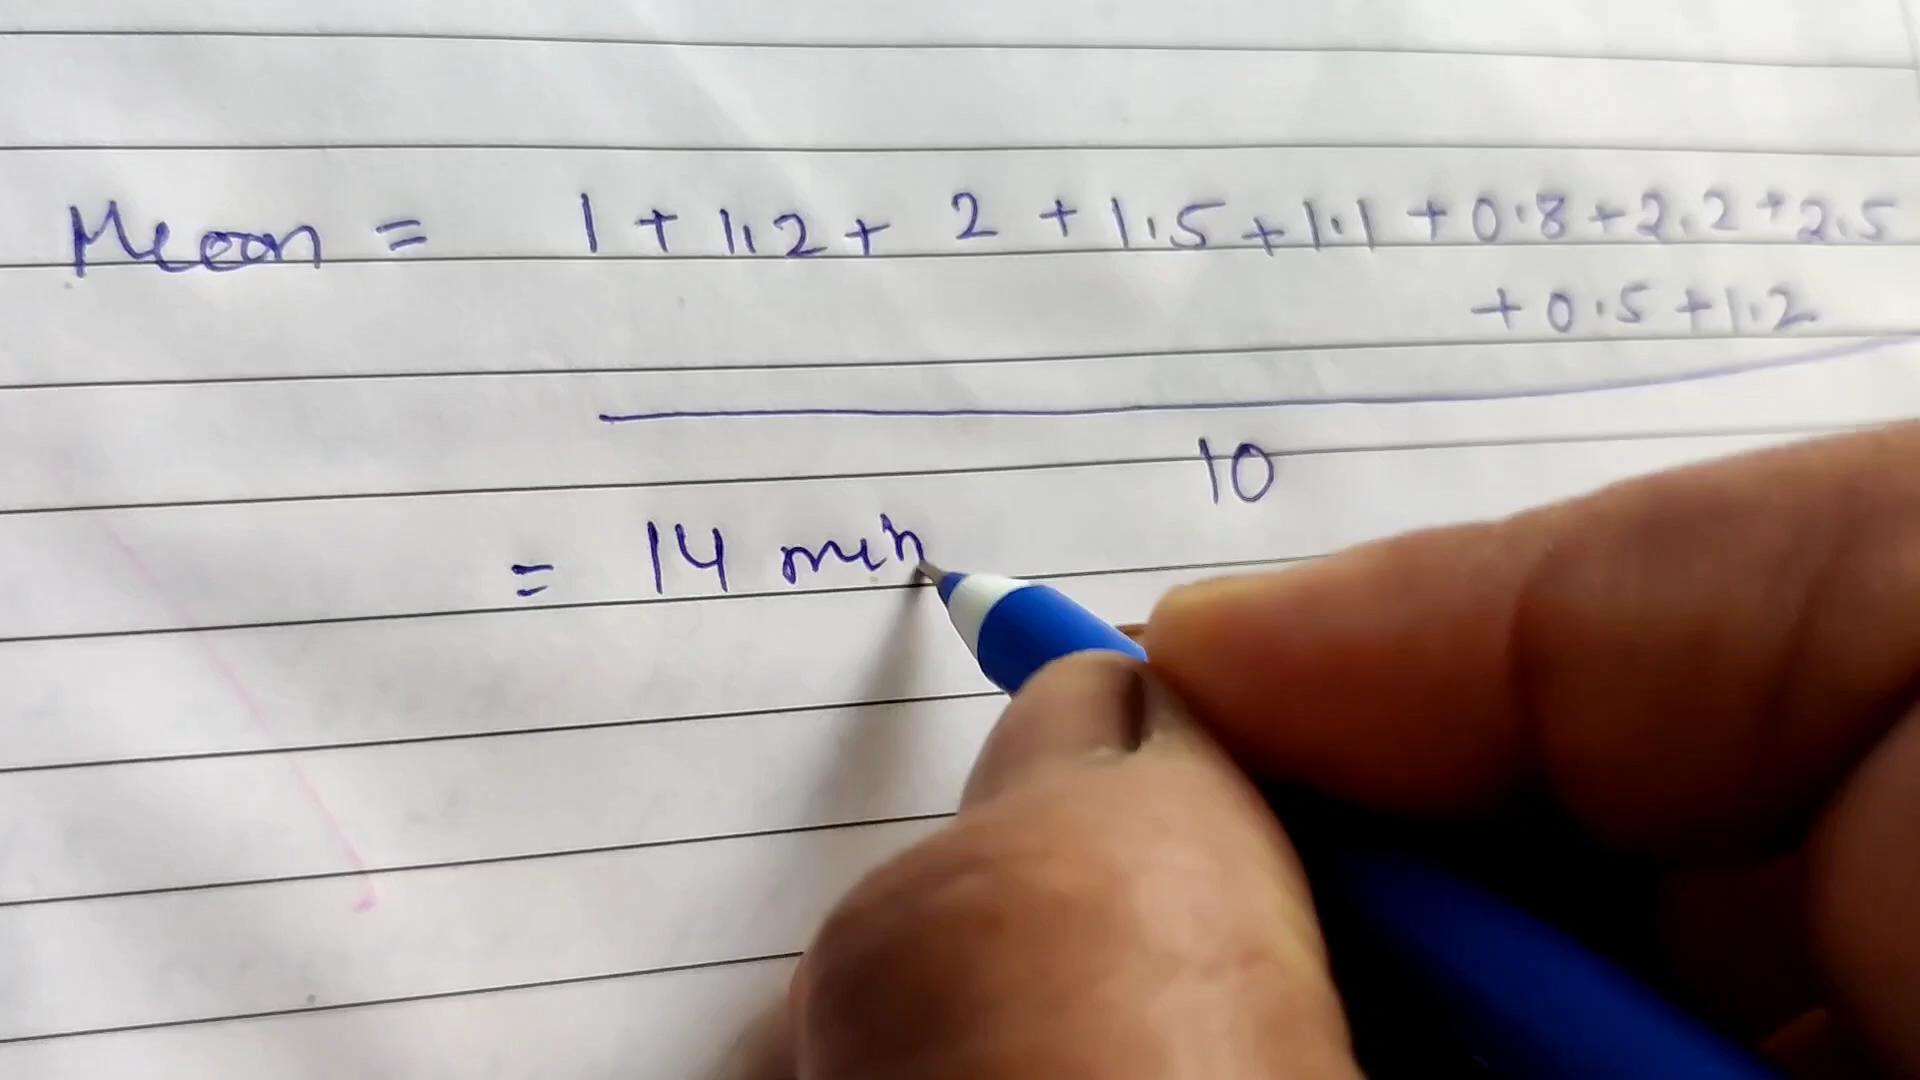 Mean = 1 + 1.2 + 2 + 1.5 + 1.1 + 0.8 + 2.2 + 2.5
+ 0.5 + 1.2
10
= 14 min